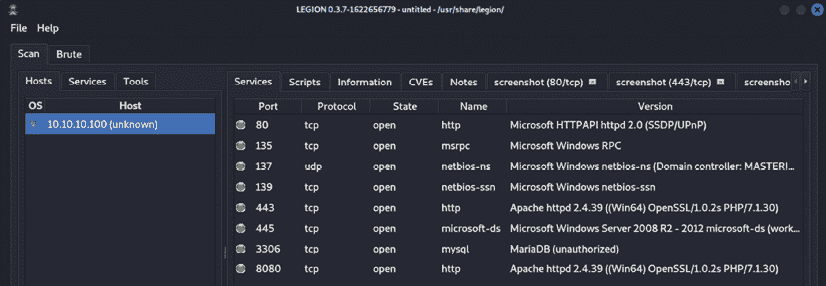 LEGION 0.3.7-1622656779 - untitled - /usr/share/legion/
File Help
Scan Brute
Hosts Services Tools
OS Host
10.10.10.100 (unknown)
Services Scripts Information CVEs Notes screenshot (80/tcp) screenshot (443/tcp) screensho
Port Protocol State Name Version
80 tcp open http Microsoft HTTPAPI httpd 2.0 (SSDP/UPnP)
135 tcp open msrpc Microsoft Windows RPC
137 udp open netbios-ns Microsoft Windows netbios-ns (Domain controller: MASTER!...
139 tcp open netbios-ssn Microsoft Windows netbios-ssn
443 tcp open http Apache httpd 2.4.39 ((Win64) OpenSSL/1.0.2s PHP/7.1.30)
445 tcp open microsoft-ds Microsoft Windows Server 2008 R2 - 2012 microsoft-ds (work...
3306 tcp open mysql MariaDB (unauthorized)
8080 tcp open http Apache httpd 2.4.39 ((Win64) OpenSSL/1.0.2s PHP/7.1.30)